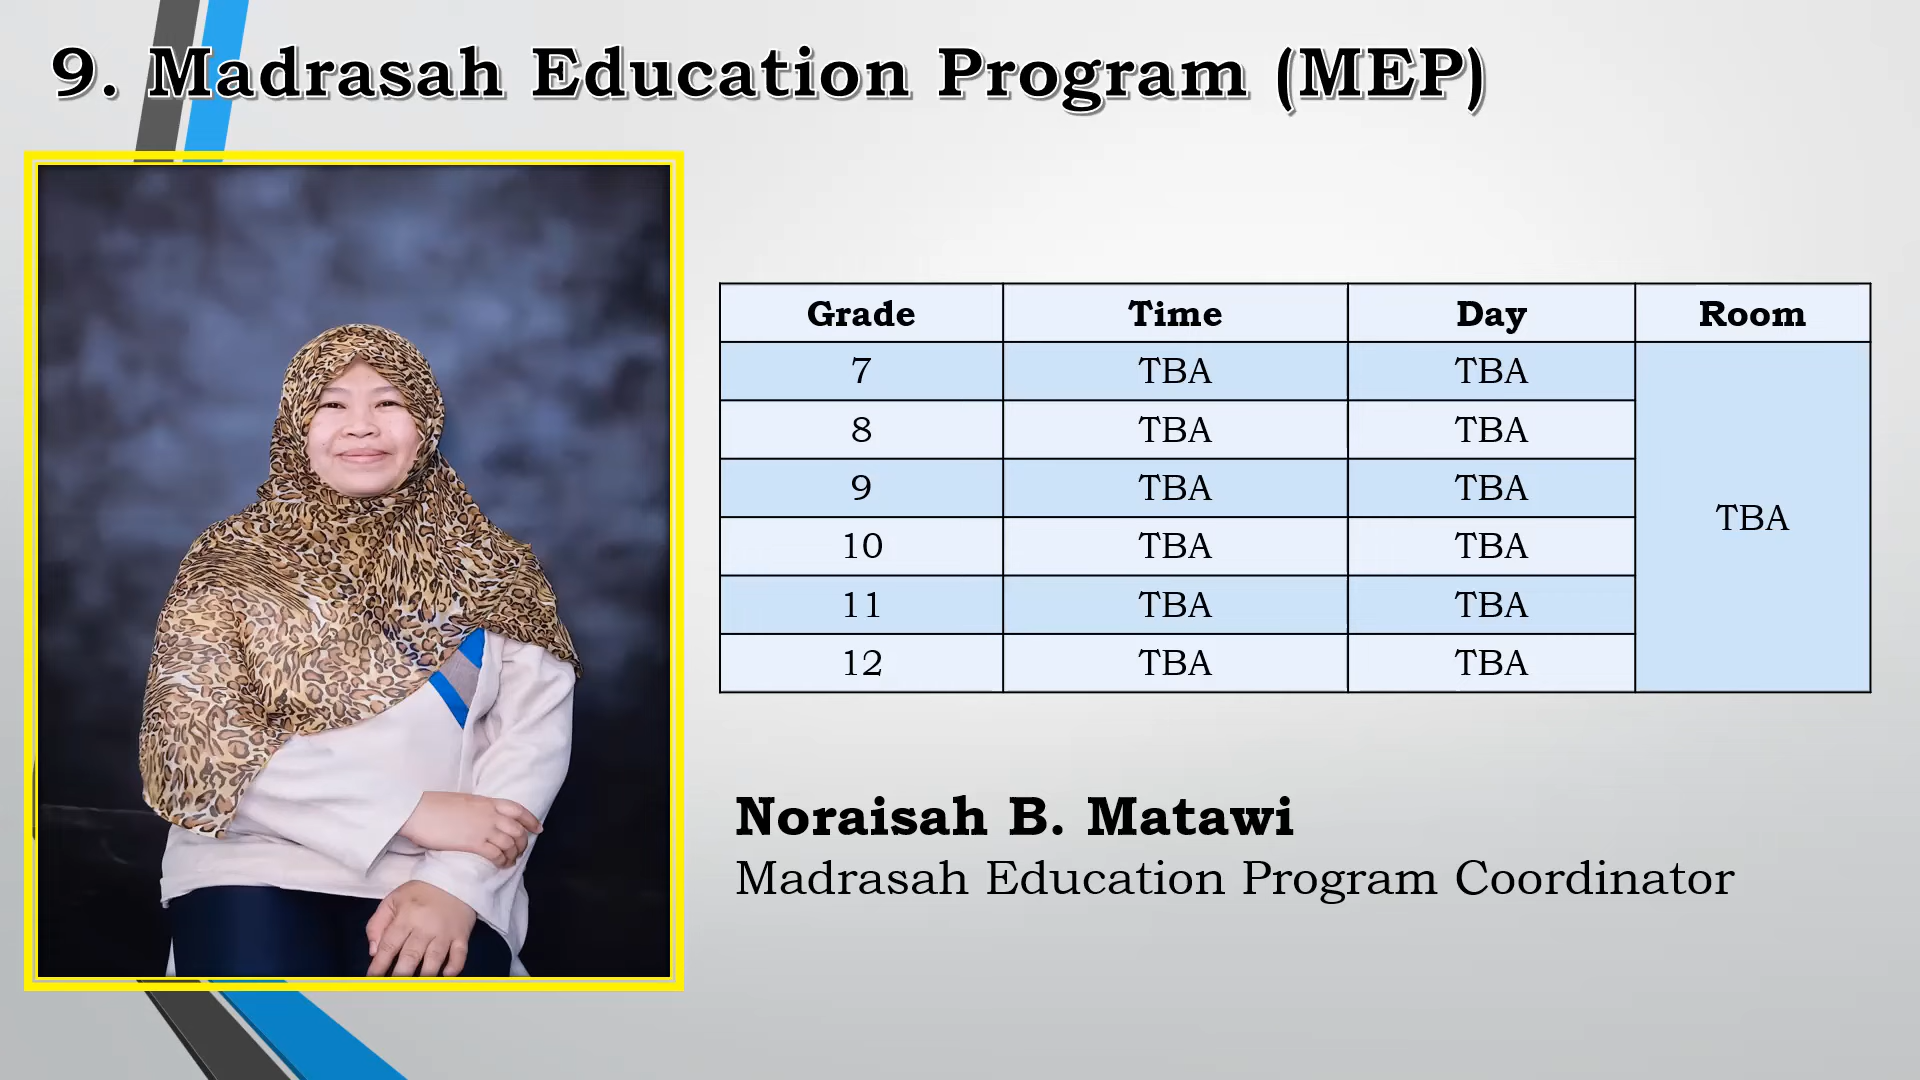 9. Madrasah Education Program (MEP)
Grade Time Day Room
7 TBA TBA
8 TBA TBA
9 TBA TBA
10 TBA TBA
TBA
11 TBA TBA
12 TBA TBA
Noraisah B. Matawi
Madrasah Education Program Coordinator